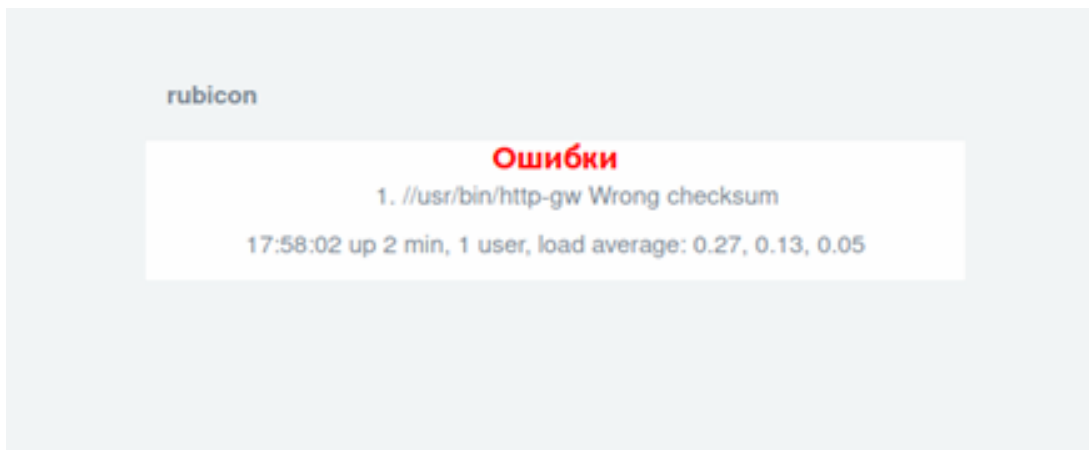 rubicon
Ошибки
1. //usr/bin/http-gw Wrong checksum
17:58:02 up 2 min, 1 user, load average: 0.27, 0.13, 0.05